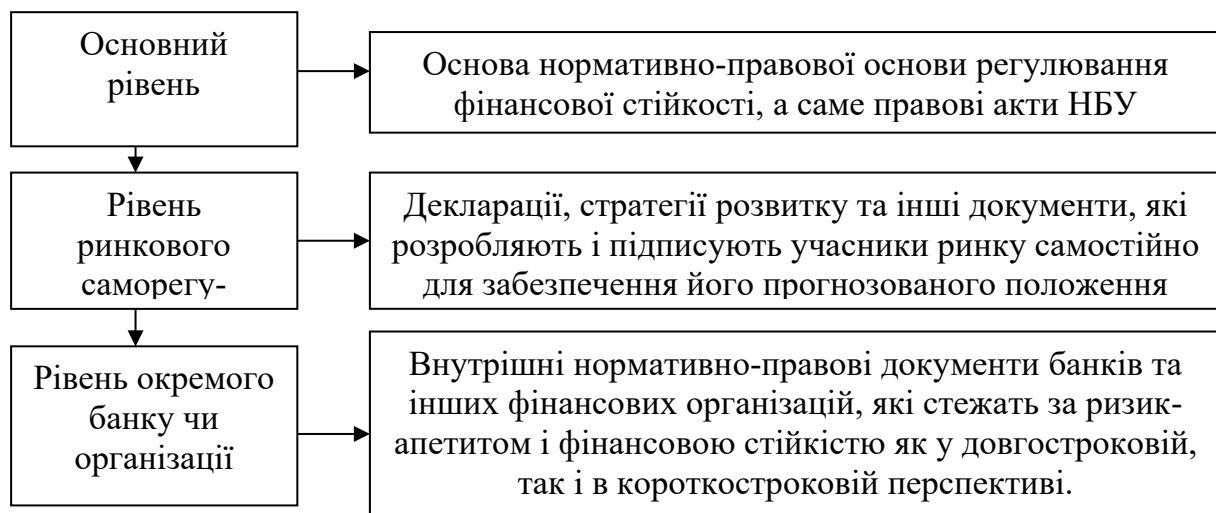 Основний
рівень
Основа нормативно-правової основи регулювання
фінансової стійкості, а саме правові акти НБУ
Рівень
ринкового
саморегу-
Декларації, стратегії розвитку та інші документи, які
розробляють і підписують учасники ринку самостійно
для забезпечення його прогнозованого положення
Рівень окремого
банку чи
організації
Внутрішні нормативно-правові документи банків та
інших фінансових організацій, які стежать за ризик-
апетитом і фінансовою стійкістю як у довгостроковій,
так і в короткостроковій перспективі.